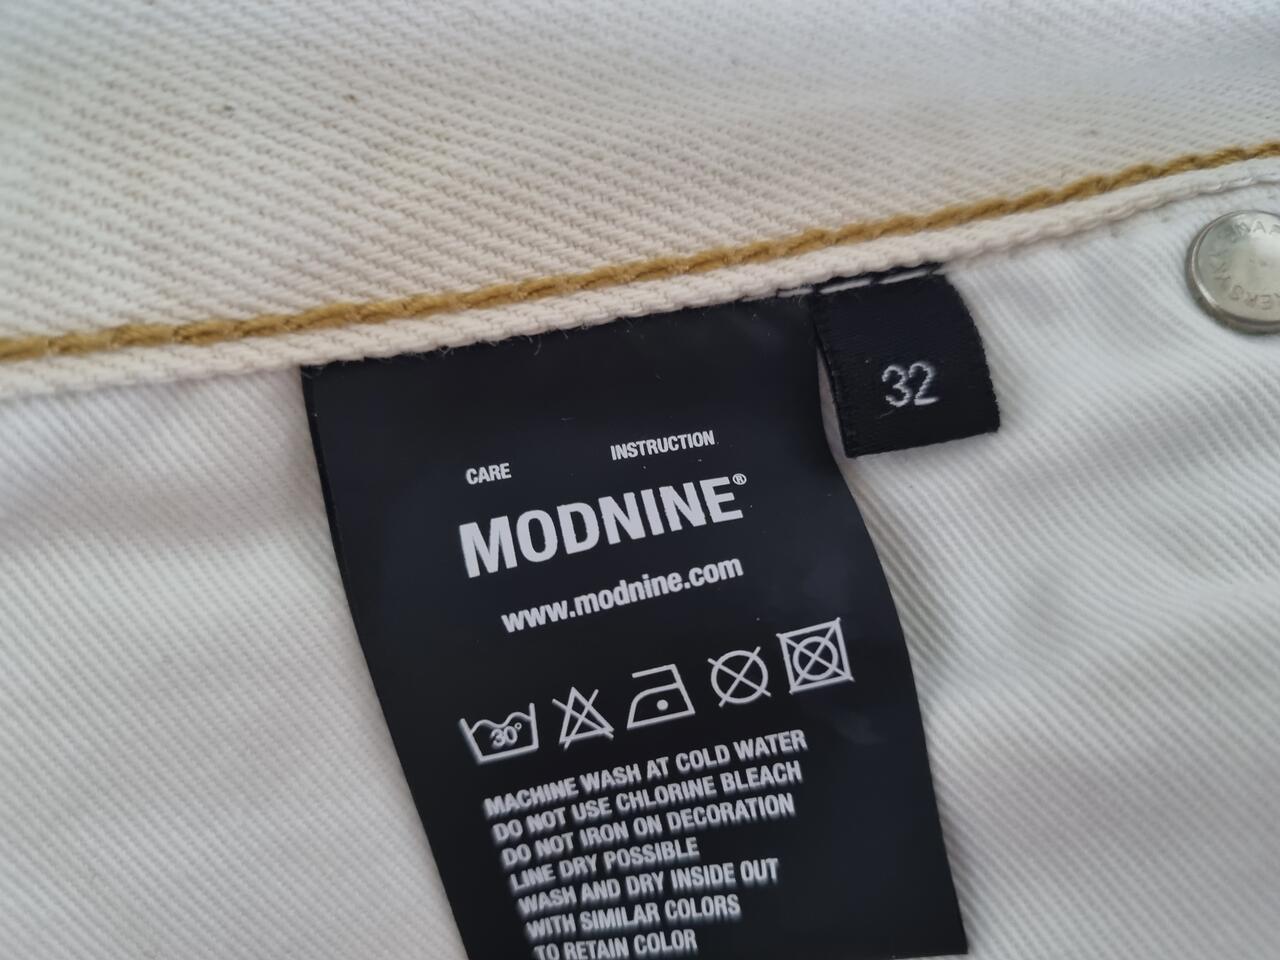 32
CARE INSTRUCTION
MODNINE®
www.modnine.com
30°
MACHINE WASH AT COLD WATER
DO NOT USE CHLORINE BLEACH
DO NOT IRON ON DECORATION
LINE DRY POSSIBLE
WASH AND DRY INSIDE OUT
WITH SIMILAR COLORS
TO RETAIN COLOR